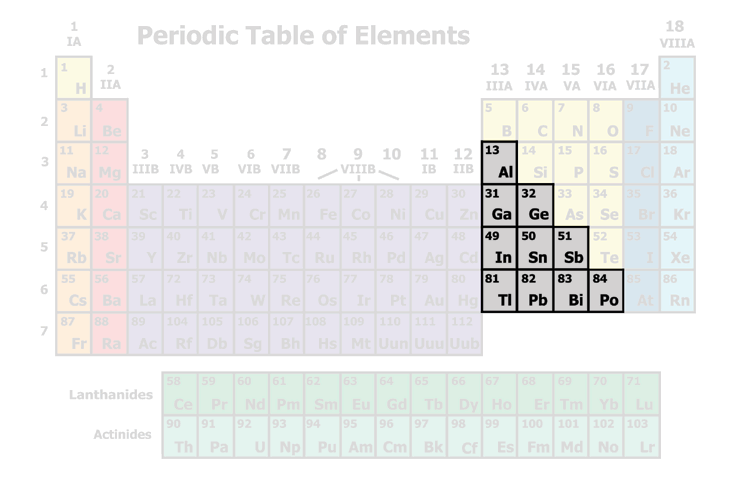 Periodic Table of Elements
1 18
IA VIIIA
1 2 13 14 15 16 17 2
H IIA IIIA IVA VA VIA VIIA He
1
3 4 5 6 7 8 9 10
Li Be B C N O F Ne
2
11 12 3 4 5 6 7 8 9 10 11 12 13 14 15 16 17 18
Na Mg IIIB IVB VB VIB VIIB VIIIB IB IIB Al Si P S Cl Ar
3
19 20 21 22 23 24 25 26 27 28 29 30 31 32 33 34 35 36
K Ca Sc Ti V Cr Mn Fe Co Ni Cu Zn Ga Ge As Se Br Kr
4
37 38 39 40 41 42 43 44 45 46 47 48 49 50 51 52 53 54
Rb Sr Y Zr Nb Mo Tc Ru Rh Pd Ag Cd In Sn Sb Te I Xe
5
55 56 57 72 73 74 75 76 77 78 79 80 81 82 83 84 85 86
Cs Ba La Hf Ta W Re Os Ir Pt Au Hg Tl Pb Bi Po At Rn
6
87 88 89 104 105 106 107 108 109 110 111 112
Fr Ra Ac Rf Db Sg Bh Hs Mt Uun Uuu Uub
7
58 59 60 61 62 63 64 65 66 67 68 69 70 71
Lanthanides Ce Pr Nd Pm Sm Eu Gd Tb Dy Ho Er Tm Yb Lu
90 91 92 93 94 95 96 97 98 99 100 101 102 103
Actinides Th Pa U Np Pu Am Cm Bk Cf Es Fm Md No Lr